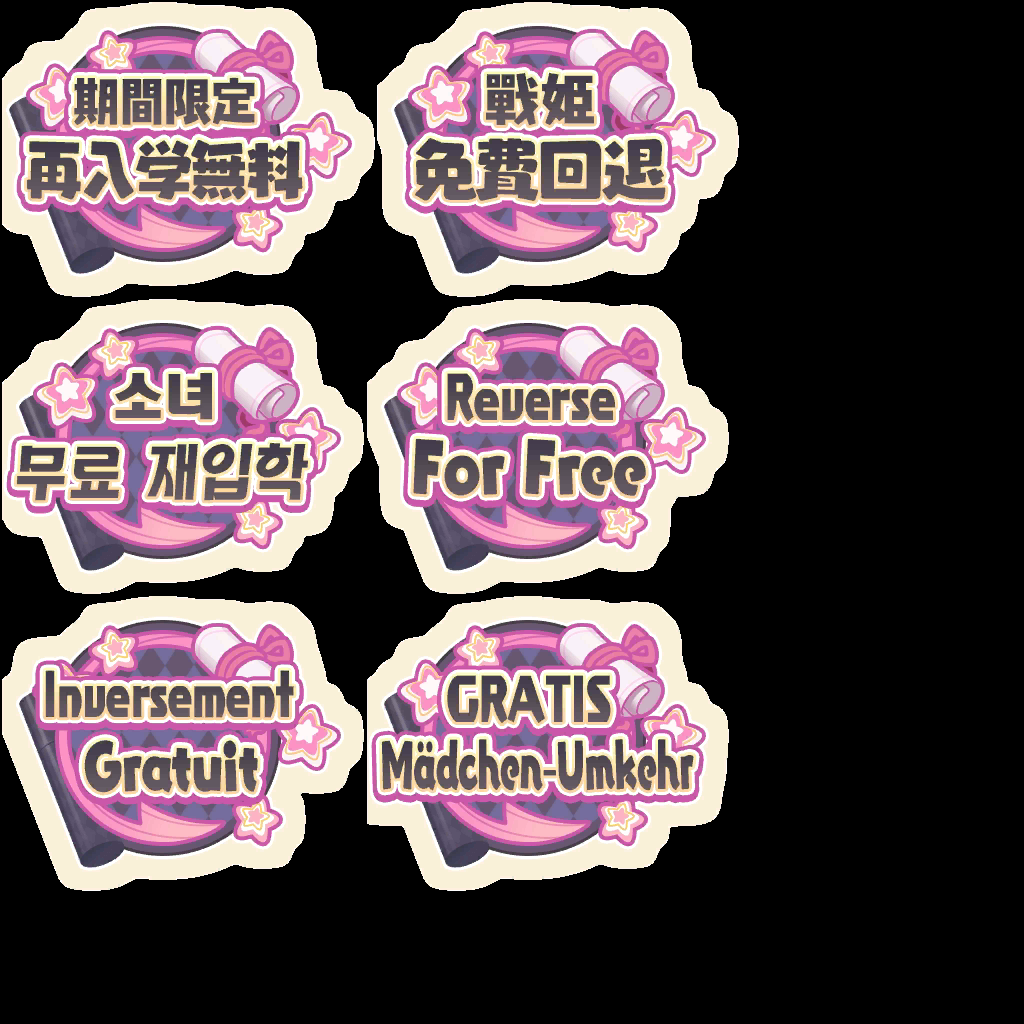 期間限定
再入学無料
戰姬
免費回退
소녀
무료 재입학
Reverse
For Free
Inversement
Gratuit
GRATIS
Mädchen-Umkehr